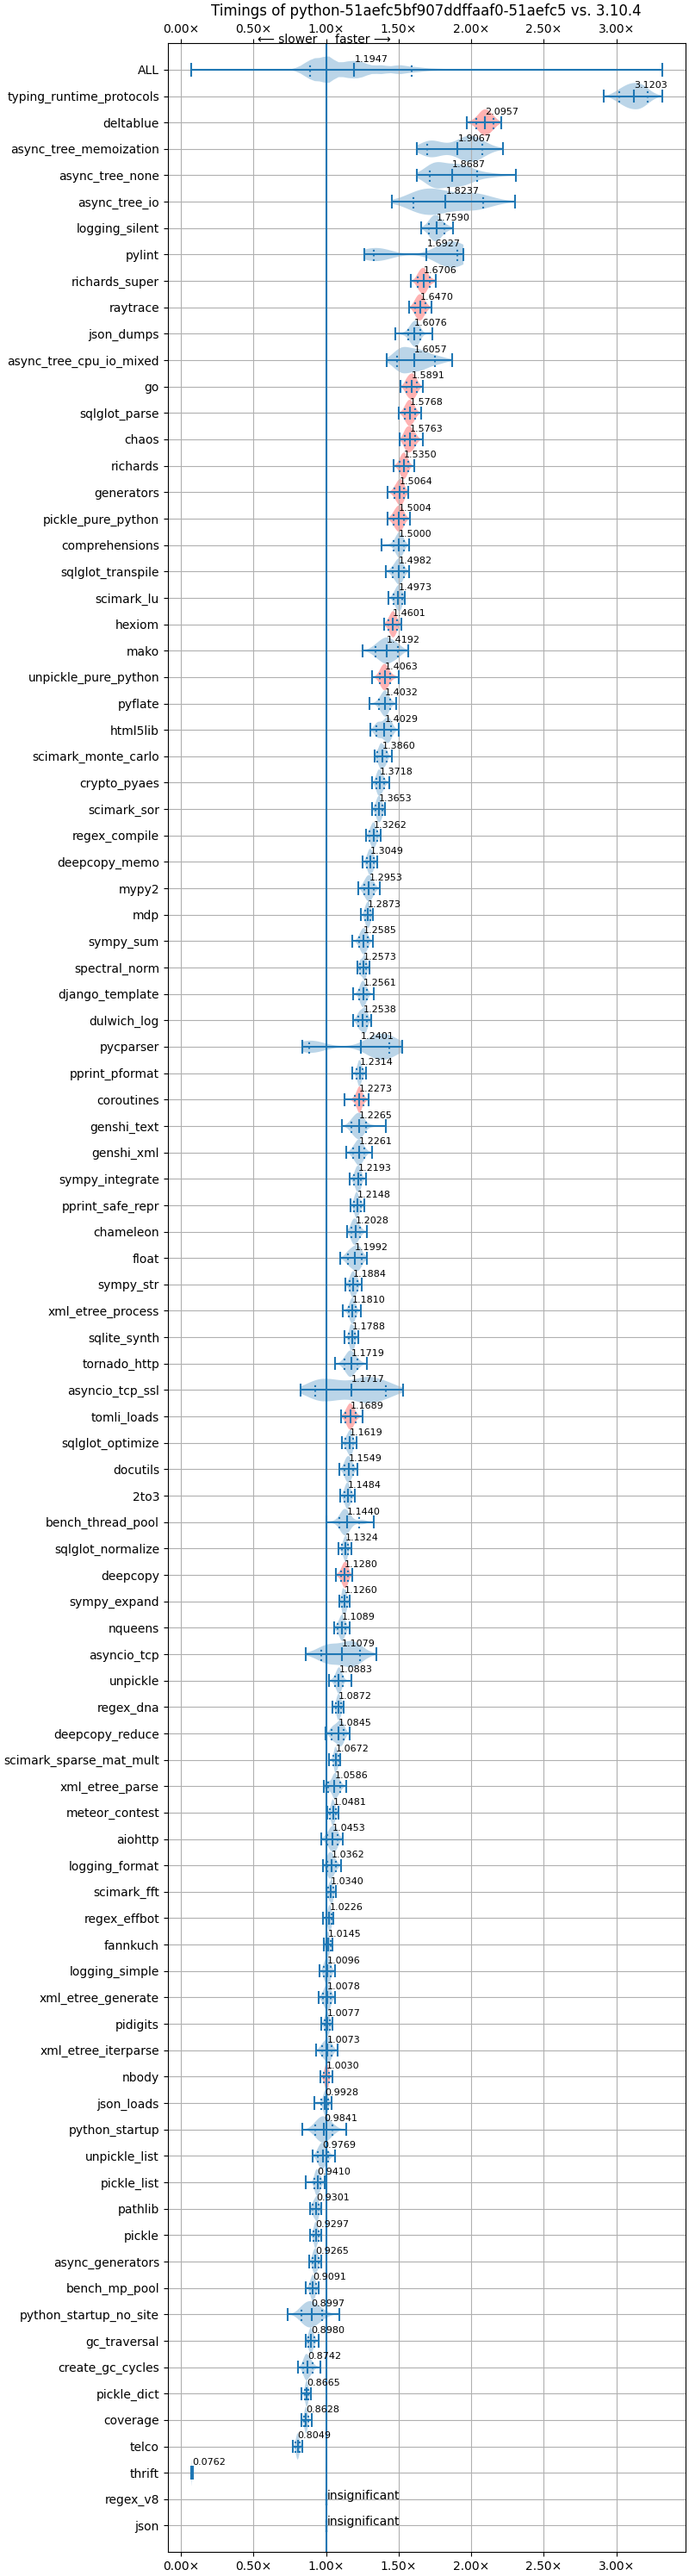 Timings of python-51aefc5bf907ddffaaf0-51aefc5 vs. 3.10.4
0.00× 0.50× 1.00× 1.50× 2.00× 2.50× 3.00×
⟵ slower faster ⟶
ALL 1.1947
typing_runtime_protocols 3.1203
deltablue 2.0957
async_tree_memoization 1.9067
async_tree_none 1.8687
async_tree_io 1.8237
logging_silent 1.7590
pylint 1.6927
richards_super 1.6706
raytrace 1.6470
json_dumps 1.6076
async_tree_cpu_io_mixed 1.6057
go 1.5891
sqlglot_parse 1.5768
chaos 1.5763
richards 1.5350
generators 1.5064
pickle_pure_python 1.5004
comprehensions 1.5000
sqlglot_transpile 1.4982
scimark_lu 1.4973
hexiom 1.4601
mako 1.4192
unpickle_pure_python 1.4063
pyflate 1.4032
html5lib 1.4029
scimark_monte_carlo 1.3860
crypto_pyaes 1.3718
scimark_sor 1.3653
regex_compile 1.3262
deepcopy_memo 1.3049
mypy2 1.2953
mdp 1.2873
sympy_sum 1.2585
spectral_norm 1.2573
django_template 1.2561
dulwich_log 1.2538
pycparser 1.2401
pprint_pformat 1.2314
coroutines 1.2273
genshi_text 1.2265
genshi_xml 1.2261
sympy_integrate 1.2193
pprint_safe_repr 1.2148
chameleon 1.2028
float 1.1992
sympy_str 1.1884
xml_etree_process 1.1810
sqlite_synth 1.1788
tornado_http 1.1719
asyncio_tcp_ssl 1.1717
tomli_loads 1.1689
sqlglot_optimize 1.1619
docutils 1.1549
2to3 1.1484
bench_thread_pool 1.1440
sqlglot_normalize 1.1324
deepcopy 1.1280
sympy_expand 1.1260
nqueens 1.1089
asyncio_tcp 1.1079
unpickle 1.0883
regex_dna 1.0872
deepcopy_reduce 1.0845
scimark_sparse_mat_mult 1.0672
xml_etree_parse 1.0586
meteor_contest 1.0481
aiohttp 1.0453
logging_format 1.0362
scimark_fft 1.0340
regex_effbot 1.0226
fannkuch 1.0145
logging_simple 1.0096
xml_etree_generate 1.0078
pidigits 1.0077
xml_etree_iterparse 1.0073
nbody 1.0030
json_loads 0.9928
python_startup 0.9841
unpickle_list 0.9769
pickle_list 0.9410
pathlib 0.9301
pickle 0.9297
async_generators 0.9265
bench_mp_pool 0.9091
python_startup_no_site 0.8997
gc_traversal 0.8980
create_gc_cycles 0.8742
pickle_dict 0.8665
coverage 0.8628
telco 0.8049
thrift 0.0762
regex_v8 insignificant
json insignificant
0.00× 0.50× 1.00× 1.50× 2.00× 2.50× 3.00×